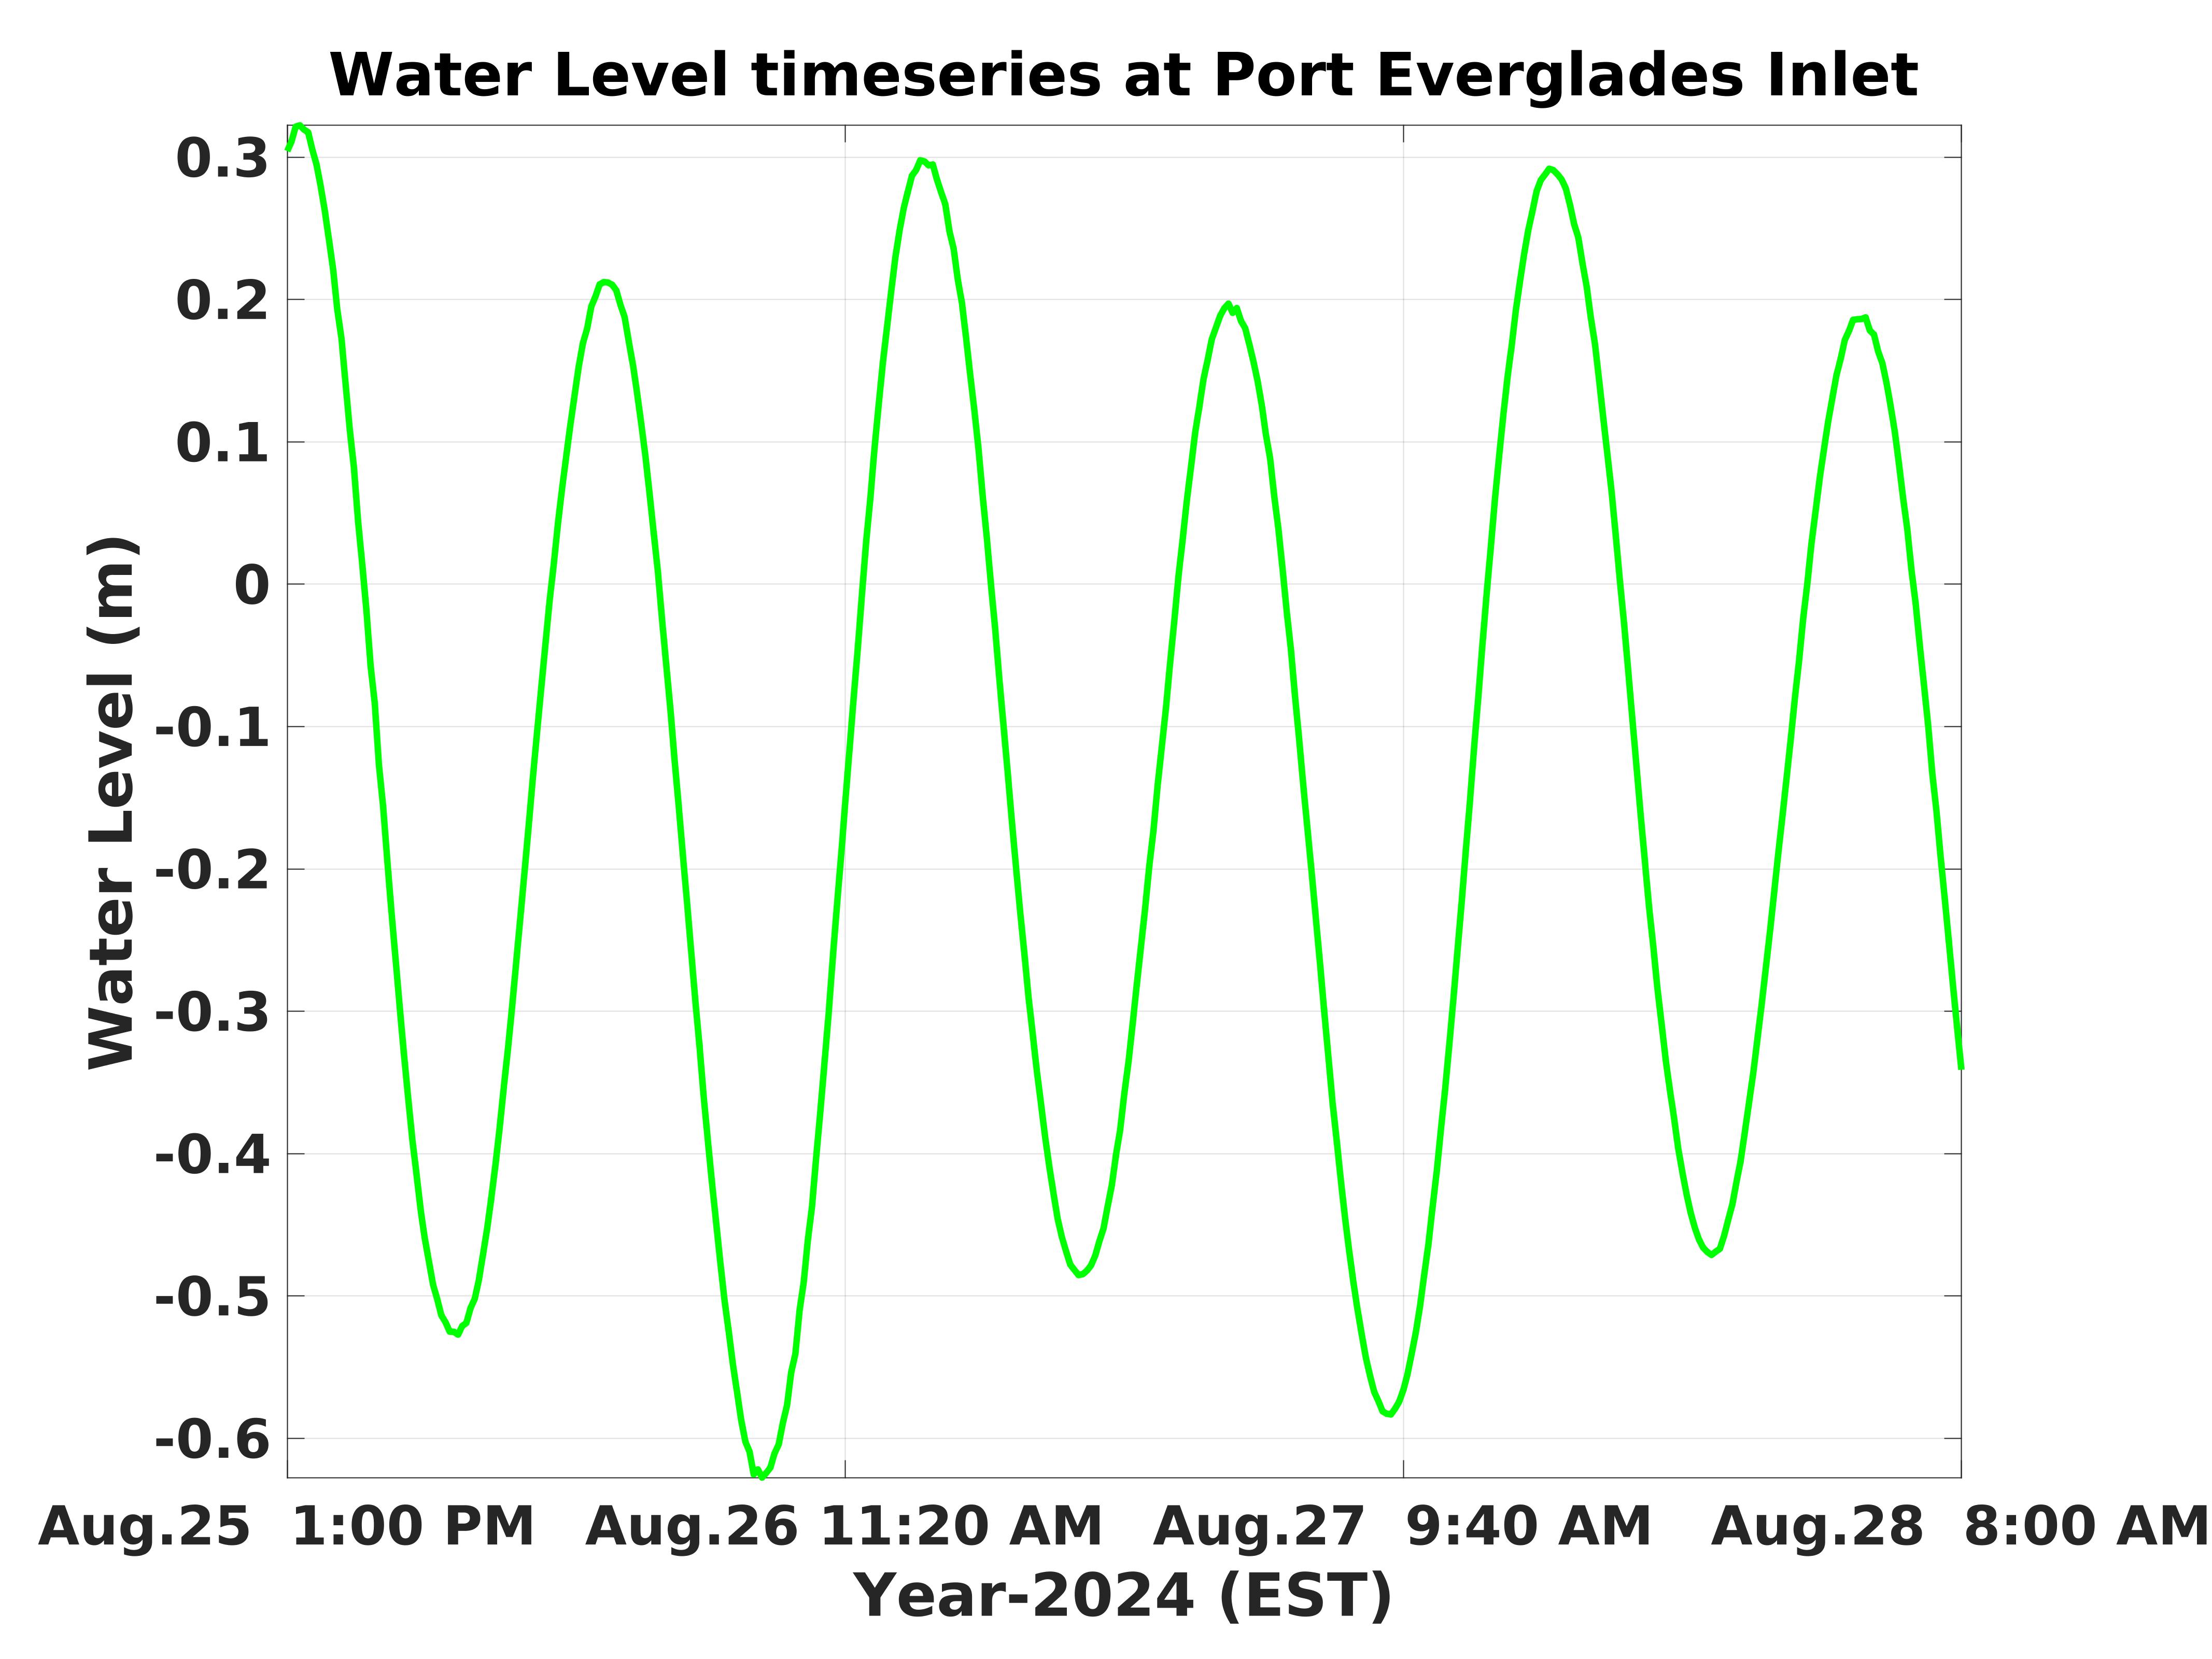 Water Level timeseries at Port Everglades Inlet
0.3
0.2
0.1
0
-0.1
-0.2
-0.3
-0.4
-0.5
-0.6
Water Level (m)
Aug.25 1:00 PM Aug.26 11:20 AM Aug.27 9:40 AM Aug.28 8:00 AM
Year-2024 (EST)